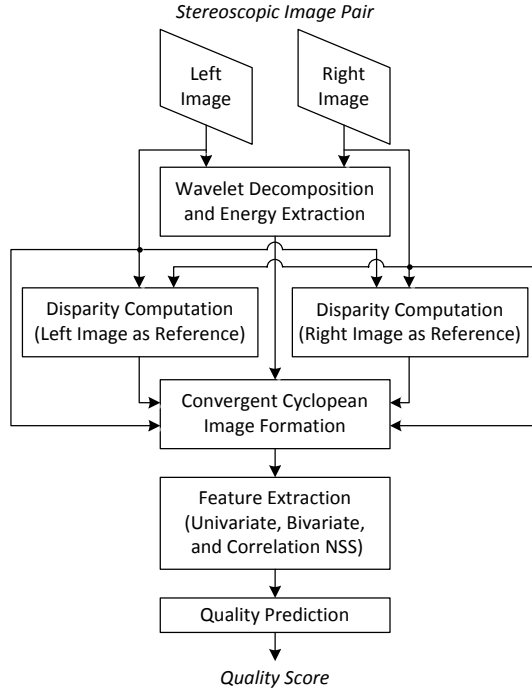 Stereoscopic Image Pair
Left
Image
Right
Image
Wavelet Decomposition
and Energy Extraction
Disparity Computation
(Left Image as Reference)
Disparity Computation
(Right Image as Reference)
Convergent Cyclopean
Image Formation
Feature Extraction
(Univariate, Bivariate,
and Correlation NSS)
Quality Prediction
Quality Score